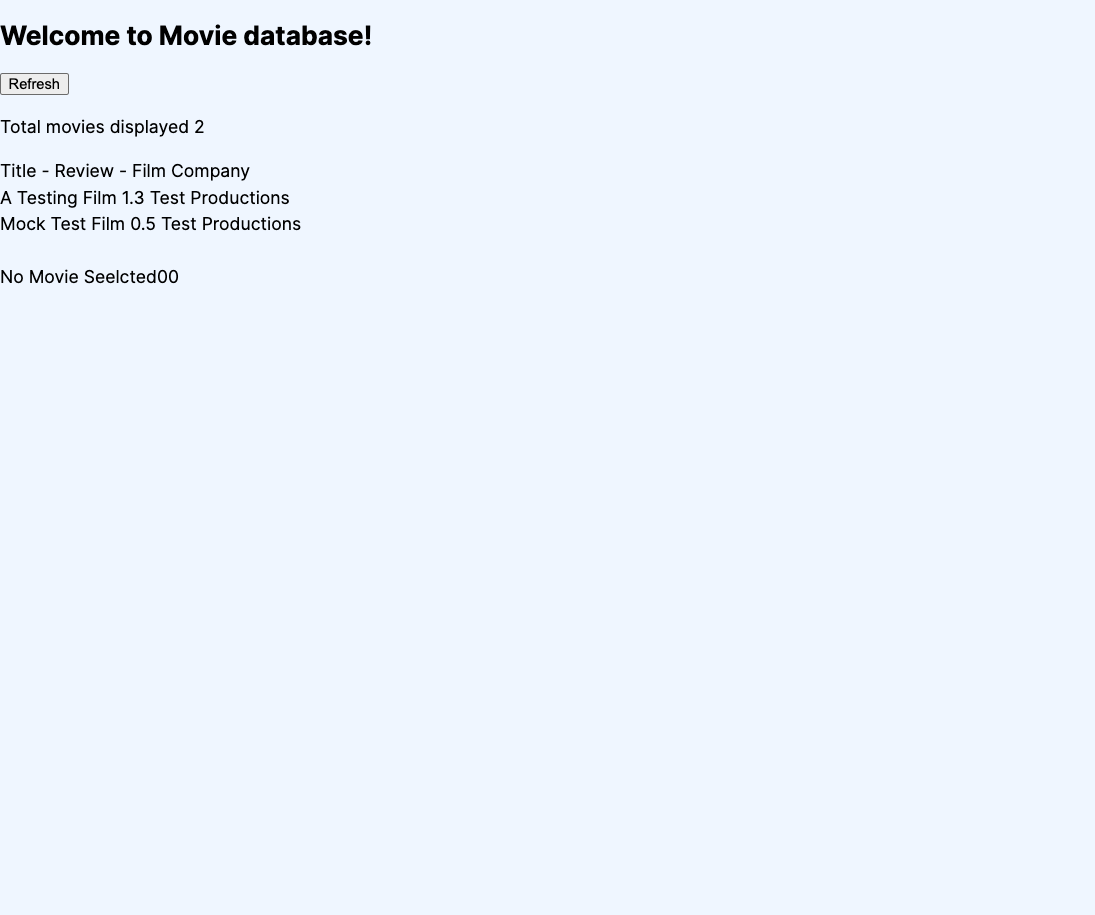 Welcome to Movie database!
Refresh
Total movies displayed 2
Title - Review - Film Company
A Testing Film 1.3 Test Productions
Mock Test Film 0.5 Test Productions
No Movie Seelcted00